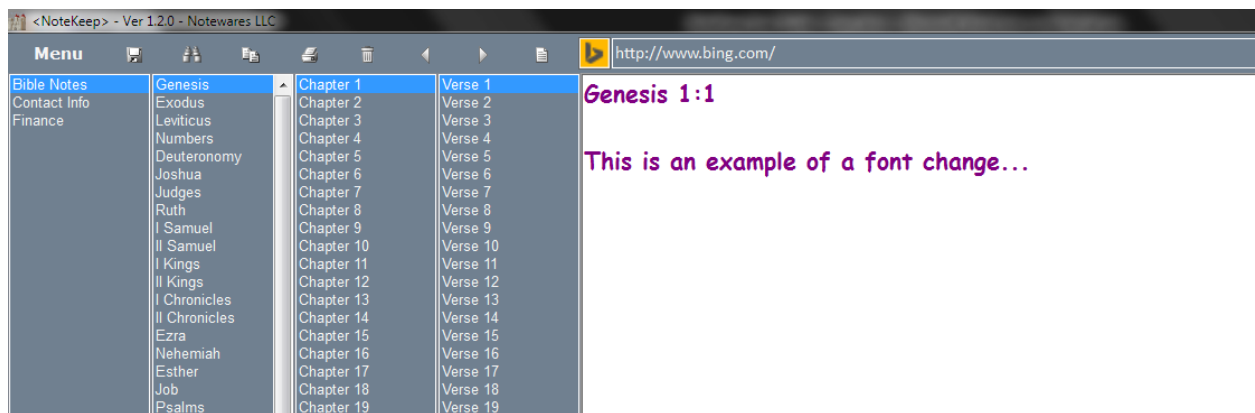 <NoteKeep> - Ver 1.2.0 - Notewares LLC
Menu
http://www.bing.com/
Bible Notes
Contact Info
Finance
Genesis
Exodus
Leviticus
Numbers
Deuteronomy
Joshua
Judges
Ruth
I Samuel
II Samuel
I Kings
II Kings
I Chronicles
II Chronicles
Ezra
Nehemiah
Esther
Job
Psalms
Chapter 1
Chapter 2
Chapter 3
Chapter 4
Chapter 5
Chapter 6
Chapter 7
Chapter 8
Chapter 9
Chapter 10
Chapter 11
Chapter 12
Chapter 13
Chapter 14
Chapter 15
Chapter 16
Chapter 17
Chapter 18
Chapter 19
Verse 1
Verse 2
Verse 3
Verse 4
Verse 5
Verse 6
Verse 7
Verse 8
Verse 9
Verse 10
Verse 11
Verse 12
Verse 13
Verse 14
Verse 15
Verse 16
Verse 17
Verse 18
Verse 19
Genesis 1:1
This is an example of a font change...